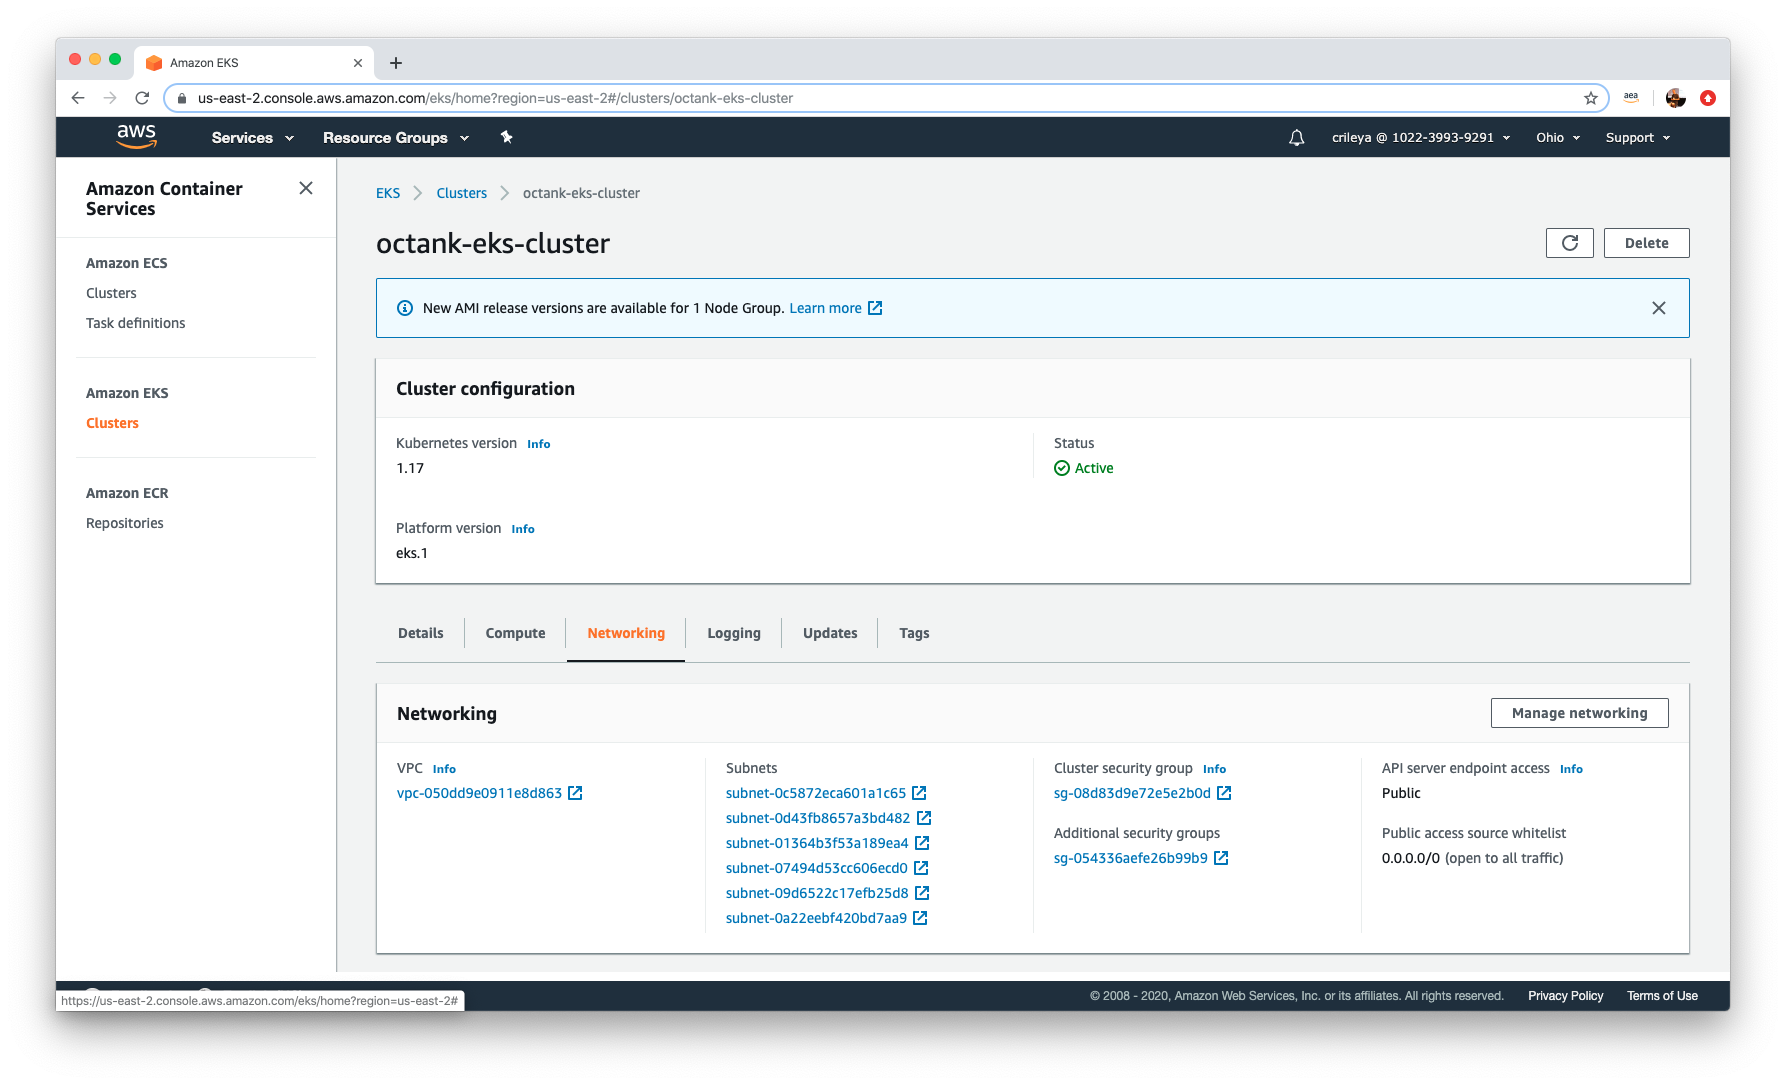 Amazon EKS
us-east-2.console.aws.amazon.com/eks/home?region=us-east-2#/clusters/octank-eks-cluster
aea
aws
Services
Resource Groups
crileya @ 1022-3993-9291
Ohio
Support
Amazon Container
Services
Amazon ECS
Clusters
Task definitions
Amazon EKS
Clusters
Amazon ECR
Repositories
EKS
Clusters
octank-eks-cluster
octank-eks-cluster
Delete
New AMI release versions are available for 1 Node Group. Learn more
Cluster configuration
Kubernetes version Info
1.17
Status
Active
Platform version Info
eks.1
Details
Compute
Networking
Logging
Updates
Tags
Networking
Manage networking
VPC Info
vpc-050dd9e0911e8d863
Subnets
subnet-0c5872eca601a1c65
subnet-0d43fb8657a3bd482
subnet-01364b3f53a189ea4
subnet-07494d53cc606ecd0
subnet-09d6522c17efb25d8
subnet-0a22eebf420bd7aa9
Cluster security group Info
sg-08d83d9e72e5e2b0d
Additional security groups
sg-054336aefe26b99b9
API server endpoint access Info
Public
Public access source whitelist
0.0.0.0/0 (open to all traffic)
https://us-east-2.console.aws.amazon.com/eks/home?region=us-east-2#
© 2008 - 2020, Amazon Web Services, Inc. or its affiliates. All rights reserved.
Privacy Policy
Terms of Use